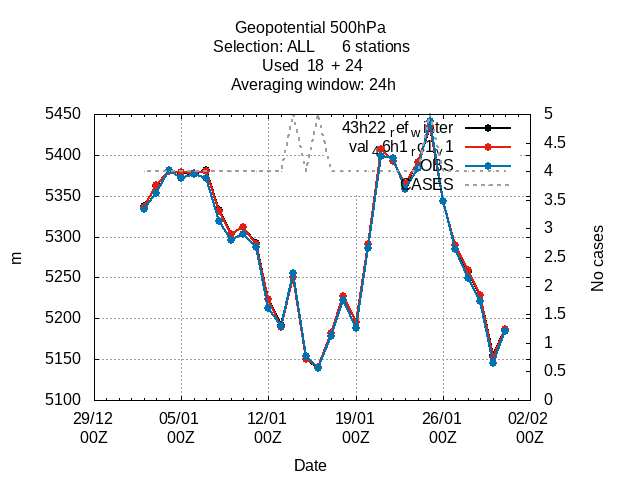 Geopotential 500hPa
Selection: ALL 6 stations
Used 18 + 24
Averaging window: 24h
5450
5400
5350
5300
5250
5200
5150
5100
m
43h22_ref_winter
val_46h1_rc1_v1
OBS
CASES
5
4.5
4
3.5
3
2.5
2
1.5
1
0.5
0
No cases
29/12 05/01 12/01 19/01 26/01 02/02
00Z 00Z 00Z 00Z 00Z 00Z
Date